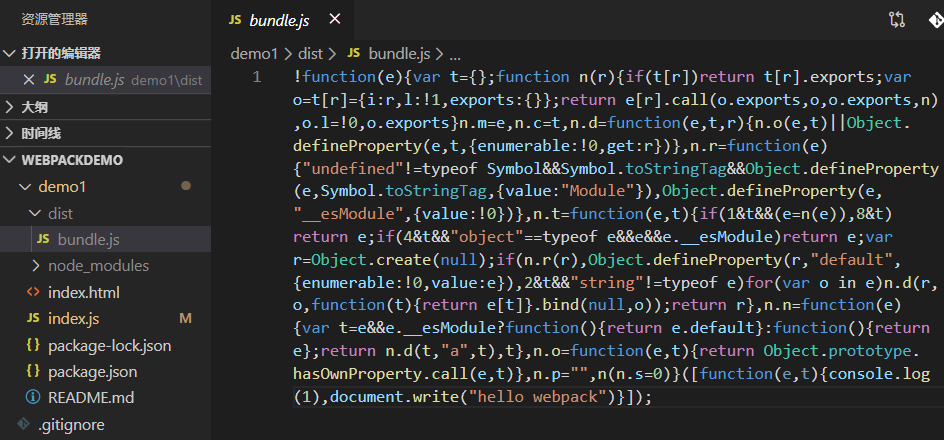 资源管理器
打开的编辑器
JS bundle.js demo1\dist
大纲
时间线
WEBPACKDEMO
demo1
dist
JS bundle.js
node_modules
<> index.html
JS index.js M
{} package-lock.json
{} package.json
README.md
.gitignore
JS bundle.js
demo1 > dist > JS bundle.js > ...
1 !function(e){var t={};function n(r){if(t[r])return t[r].exports;var
o=t[r]={i:r,l:!1,exports:{}};return e[r].call(o.exports,o,o.exports,n)
,o.l=!0,o.exports}n.m=e,n.c=t,n.d=function(e,t,r){n.o(e,t)||Object.
defineProperty(e,t,{enumerable:!0,get:r})},n.r=function(e)
{"undefined"!=typeof Symbol&&Symbol.toStringTag&&Object.defineProperty
(e,Symbol.toStringTag,{value:"Module"}),Object.defineProperty(e,
"__esModule",{value:!0})},n.t=function(e,t){if(1&t&&(e=n(e)),8&t)
return e;if(4&t&&"object"==typeof e&&e&&e.__esModule)return e;var
r=Object.create(null);if(n.r(r),Object.defineProperty(r,"default",
{enumerable:!0,value:e}),2&t&&"string"!=typeof e)for(var o in e)n.d(r,
o,function(t){return e[t]}.bind(null,o));return r},n.n=function(e)
{var t=e&&e.__esModule?function(){return e.default}:function(){return
e};return n.d(t,"a",t),t},n.o=function(e,t){return Object.prototype.
hasOwnProperty.call(e,t)},n.p="",n(n.s=0)}([function(e,t){console.log
(1),document.write("hello webpack")}]);